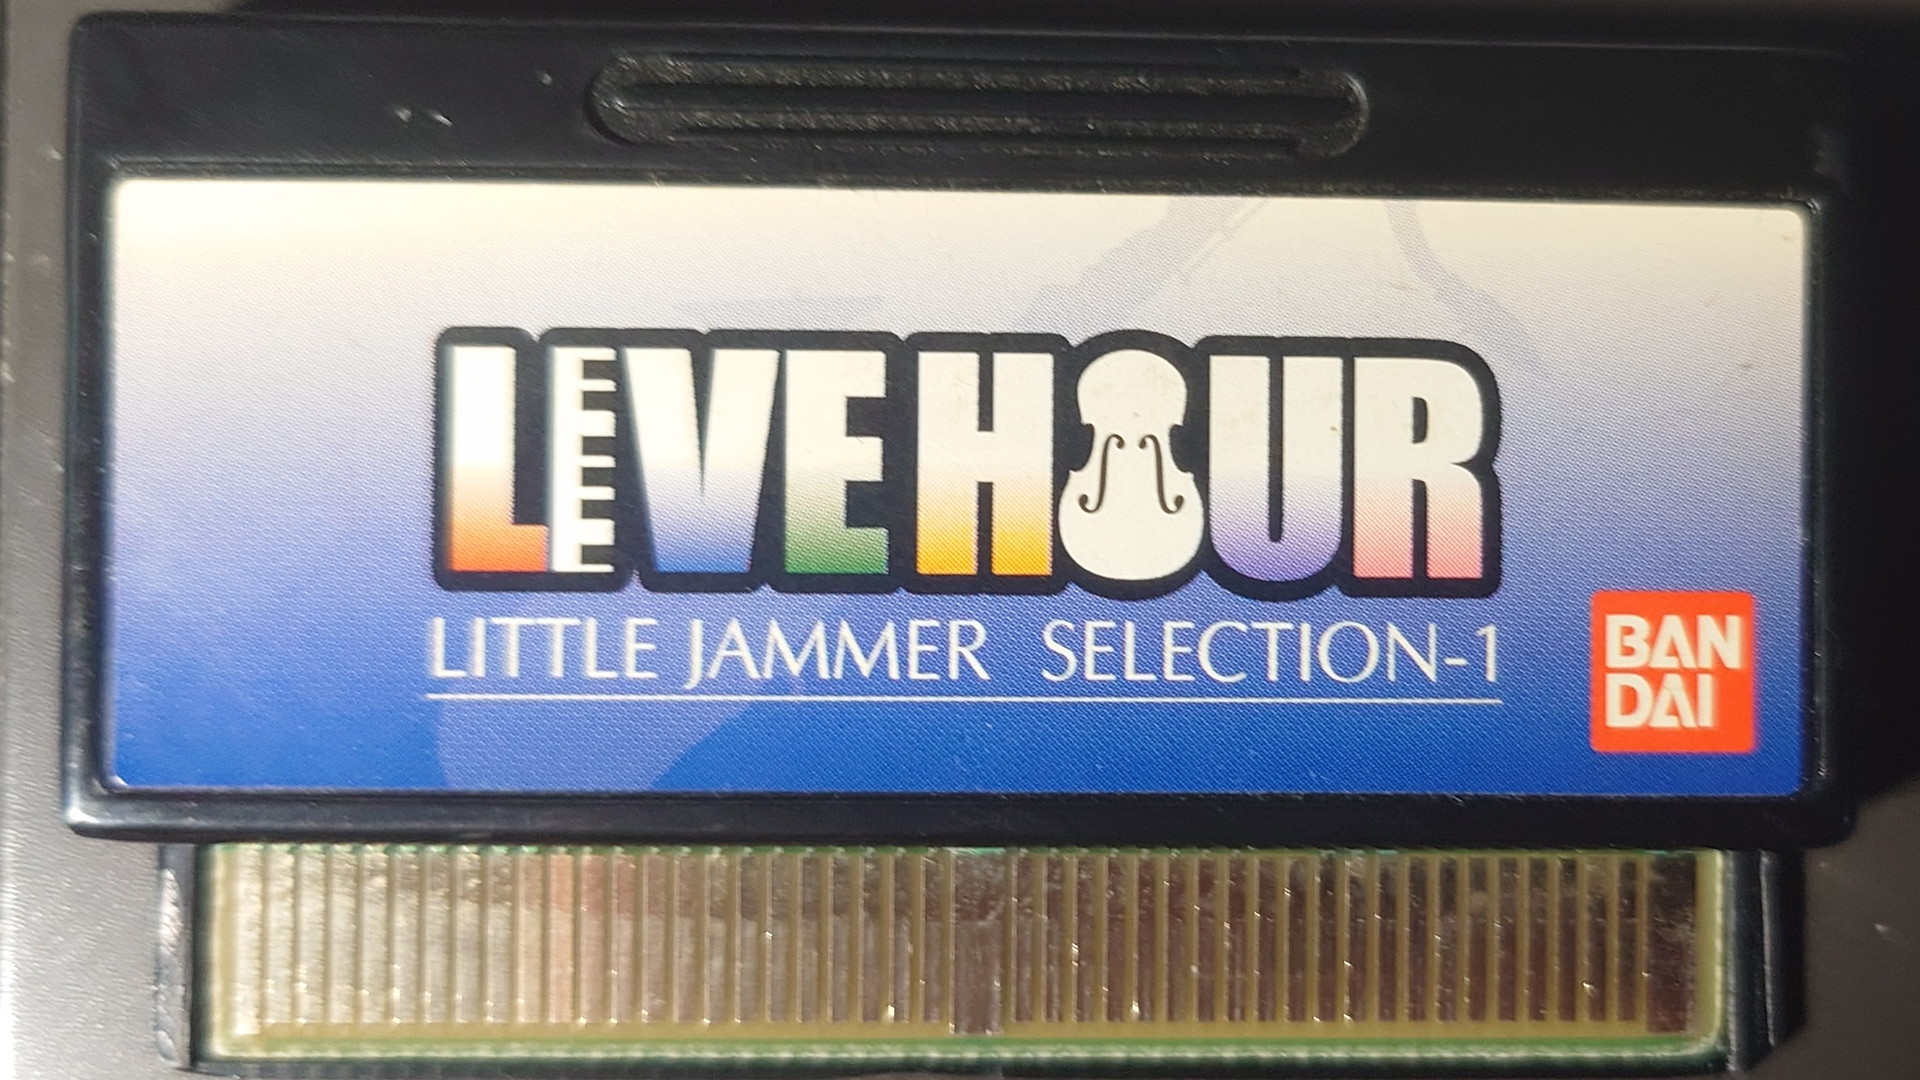 LIVE HOUR
LITTLE JAMMER SELECTION-1
BAN
DAI